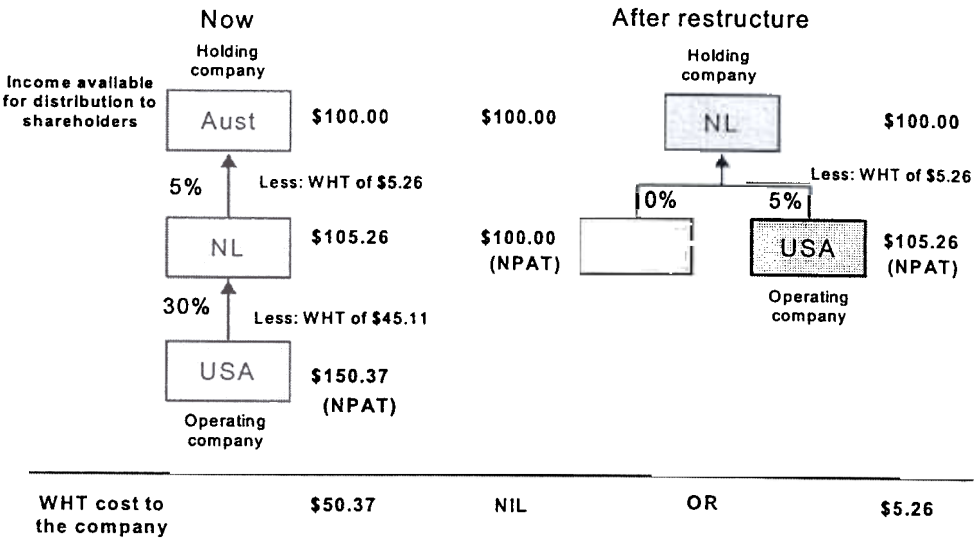 Now
After restructure
Holding
company
Holding
company
Income available
for distribution to
shareholders
Aust
$100.00
$100.00
NL
$100.00
5%
Less: WHT of $5.26
Less: WHT of $5.26
0%
5%
NL
$105.26
$100.00
(NPAT)
USA
$105.26
(NPAT)
30%
Less: WHT of $45.11
Operating
company
USA
$150.37
(NPAT)
Operating
company
WHT cost to
the company
$50.37
NIL
OR
$5.26